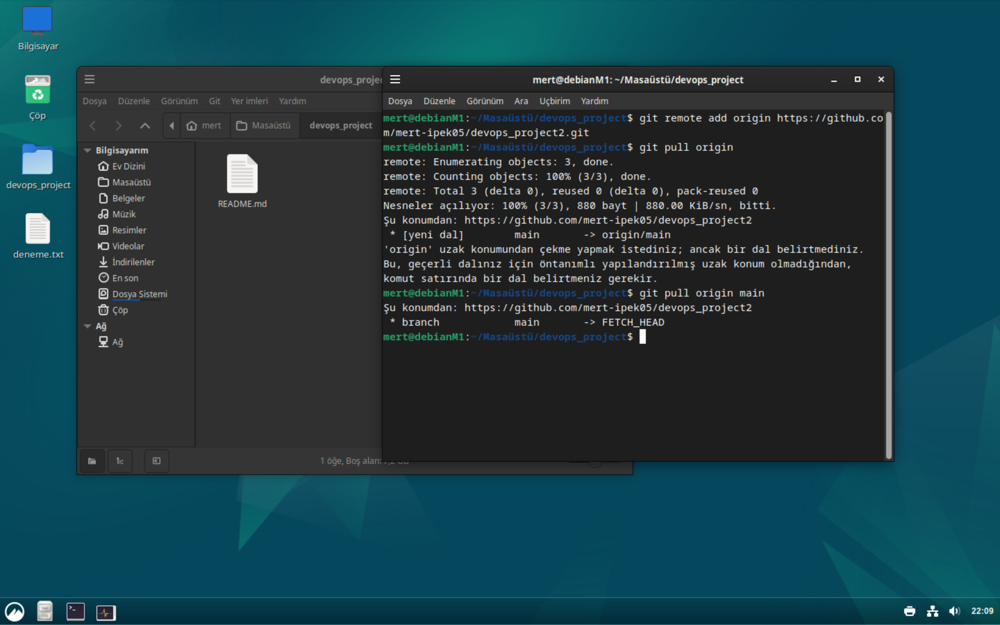 Bilgisayar
Çöp
devops_project
deneme.txt
devops_projec
Dosya Düzenle Görünüm Git Yer imleri Yardım
mert Masaüstü devops_project
Bilgisayarım
Ev Dizini
Masaüstü
Belgeler
Müzik
Resimler
Videolar
İndirilenler
En son
Dosya Sistemi
Çöp
Ağ
Ağ
README.md
1 öğe, Boş alan: 7,2 GB
mert@debianM1: ~/Masaüstü/devops_project
Dosya Düzenle Görünüm Ara Uçbirim Yardım
mert@debianM1:~/Masaüstü/devops_project$ git remote add origin https://github.co
m/mert-ipek05/devops_project2.git
mert@debianM1:~/Masaüstü/devops_project$ git pull origin
remote: Enumerating objects: 3, done.
remote: Counting objects: 100% (3/3), done.
remote: Total 3 (delta 0), reused 0 (delta 0), pack-reused 0
Nesneler açılıyor: 100% (3/3), 880 bayt | 880.00 KiB/sn, bitti.
Şu konumdan: https://github.com/mert-ipek05/devops_project2
 * [yeni dal]        main       -> origin/main
'origin' uzak konumundan çekme yapmak istediniz; ancak bir dal belirtmediniz.
Bu, geçerli dalınız için öntanımlı yapılandırılmış uzak konum olmadığından,
komut satırında bir dal belirtmeniz gerekir.
mert@debianM1:~/Masaüstü/devops_project$ git pull origin main
Şu konumdan: https://github.com/mert-ipek05/devops_project2
 * branch            main       -> FETCH_HEAD
mert@debianM1:~/Masaüstü/devops_project$
22:09